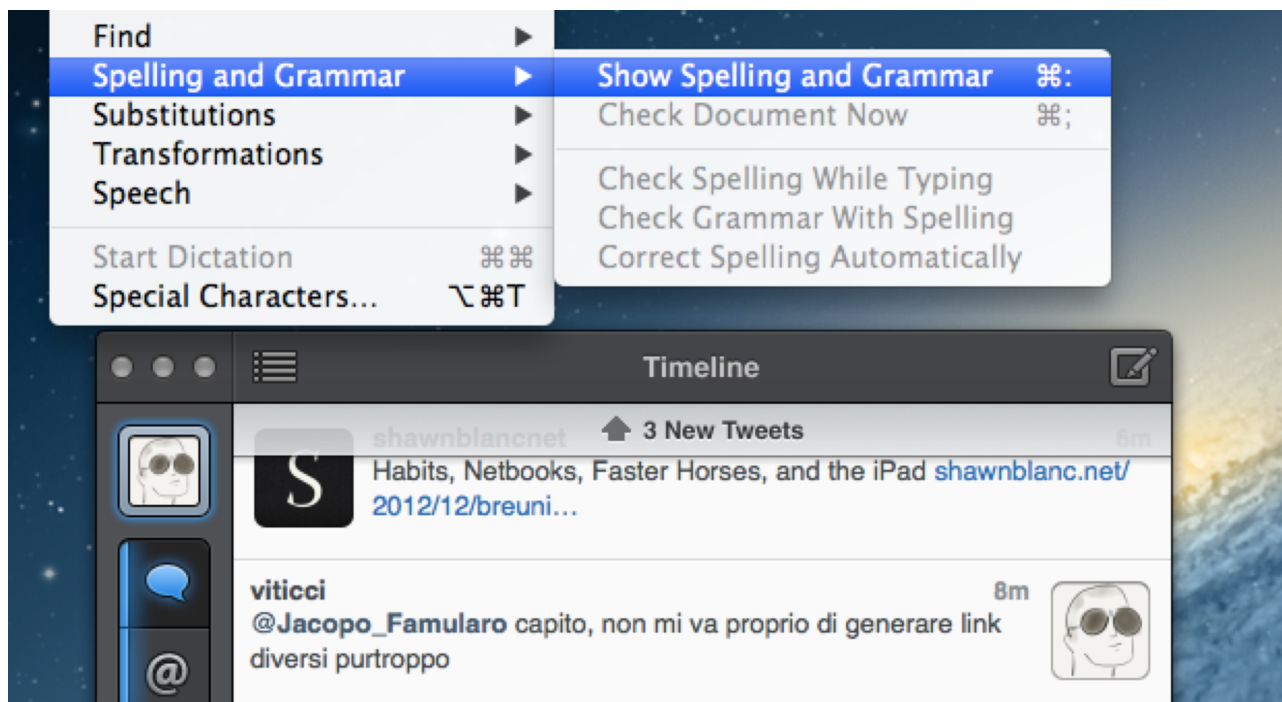 Find
Spelling and Grammar
Substitutions
Transformations
Speech
Start Dictation ⌘⌘
Special Characters... ⌥⌘T
Show Spelling and Grammar ⌘:
Check Document Now ⌘;
Check Spelling While Typing
Check Grammar With Spelling
Correct Spelling Automatically
Timeline
3 New Tweets
shawnblancnet 6m
S
Habits, Netbooks, Faster Horses, and the iPad shawnblanc.net/
2012/12/breuni...
viticci 8m
@Jacopo_Famularo capito, non mi va proprio di generare link
diversi purtroppo
@